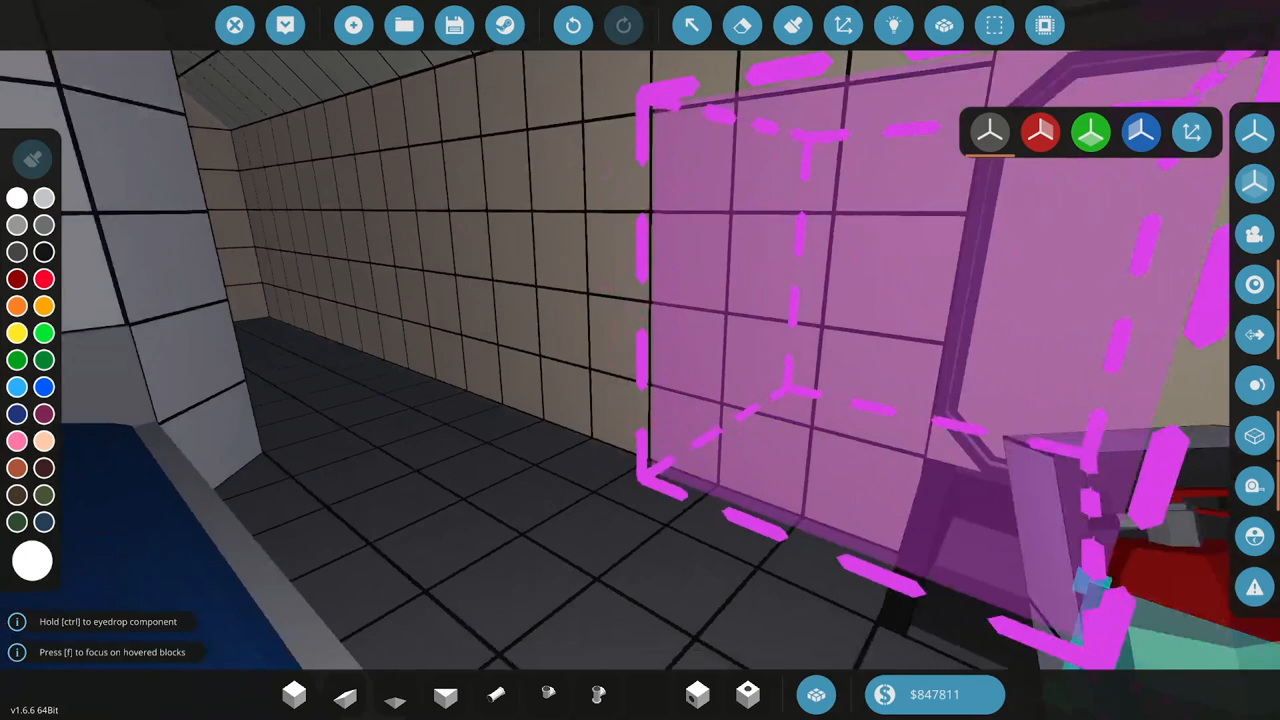 Hold [ctrl] to eyedrop component
Press [f] to focus on hovered blocks
$847811
v1.6.6 64Bit